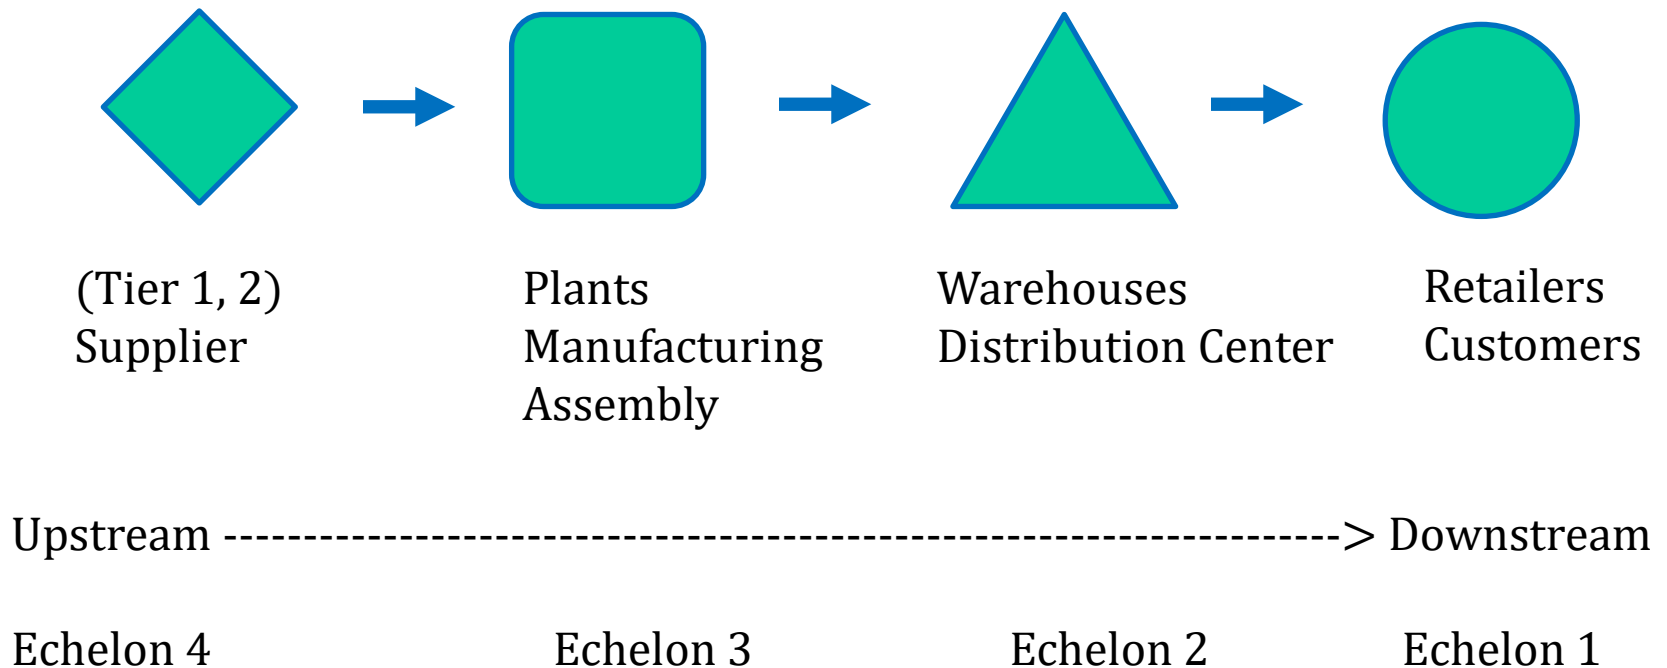 (Tier 1, 2)
Supplier
Plants
Manufacturing
Assembly
Warehouses
Distribution Center
Retailers
Customers
Upstream ----------------------------------------------------------------------> Downstream
Echelon 4
Echelon 3
Echelon 2
Echelon 1